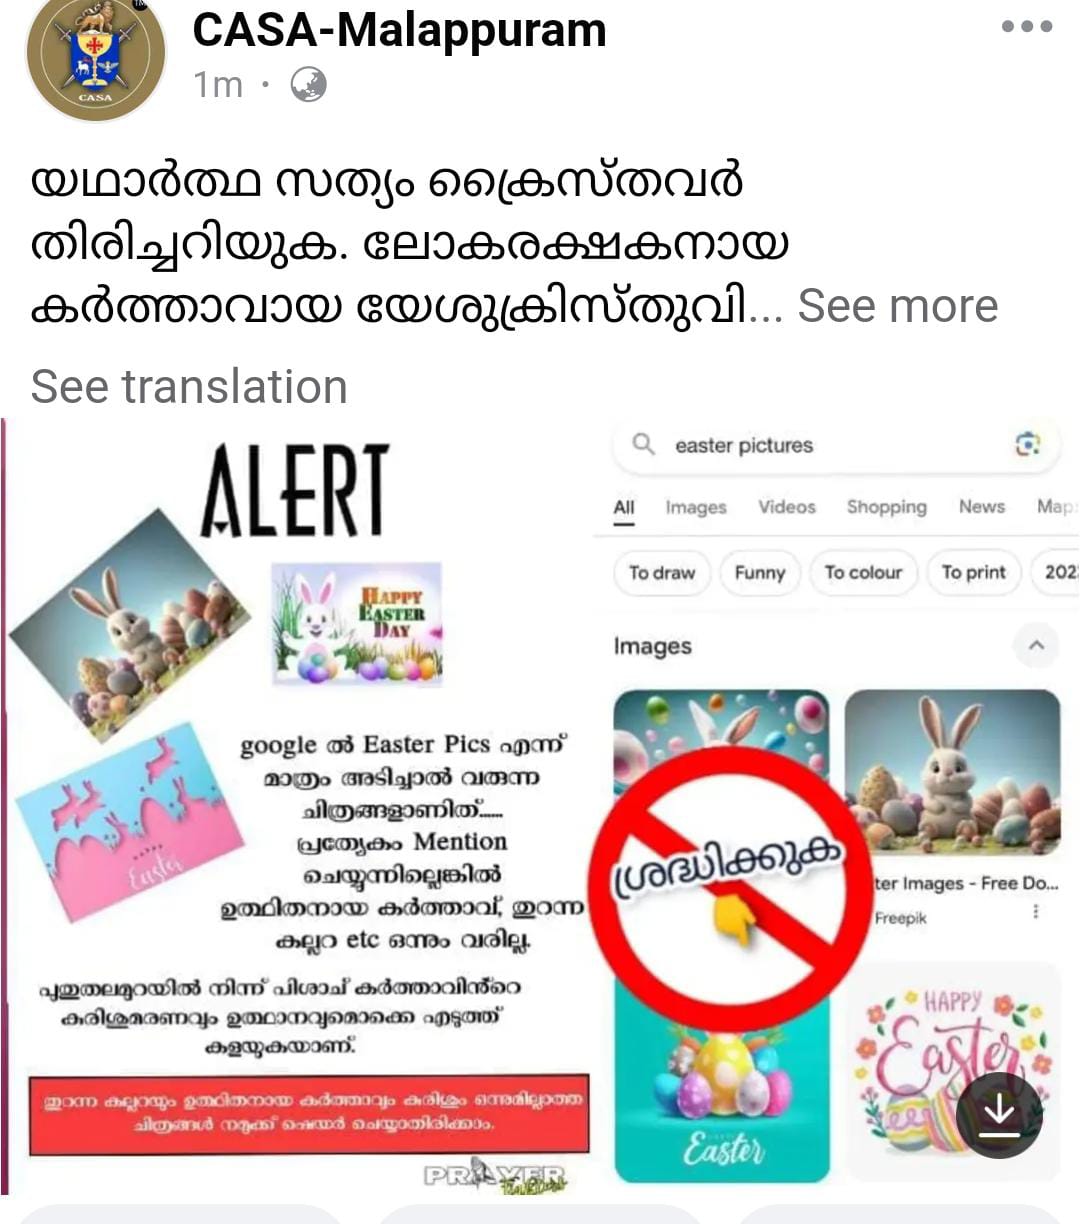 CASA-Malappuram
1m
CASA
യഥാർത്ഥ സത്യം ക്രൈസ്തവർ
തിരിച്ചറിയുക. ലോകരക്ഷകനായ
കർത്താവായ യേശുക്രിസ്തുവി... See more
See translation
ALERT
HAPPY
EASTER
DAY
HAPPY
Easter
google ൽ Easter Pics എന്ന്
മാത്രം അടിച്ചാൽ വരുന്ന
ചിത്രങ്ങളാണിത്......
പ്രത്യേകം Mention
ചെയ്യുന്നില്ലെങ്കിൽ
ഉത്ഥിതനായ കർത്താവ്, തുറന്ന
കല്ലറ etc ഒന്നും വരില്ല.
പുതുതലമുറയിൽ നിന്ന് പിശാച് കർത്താവിൻ്റെ
കുരിശുമരണവും ഉത്ഥാനവുമൊക്കെ എടുത്ത്
കളയുകയാണ്.
തുറന്ന കല്ലറയും ഉത്ഥിതനായ കർത്താവും കുരിശും ഒന്നുമില്ലാത്ത
ചിത്രങ്ങൾ നമുക്ക് ഷെയർ ചെയ്യാതിരിക്കാം.
PRAYER
easter pictures
All Images Videos Shopping News Map
To draw Funny To colour To print 202
Images
ശ്രദ്ധിക്കുക
ter Images - Free Do...
Freepik
Easter
HAPPY
Easter